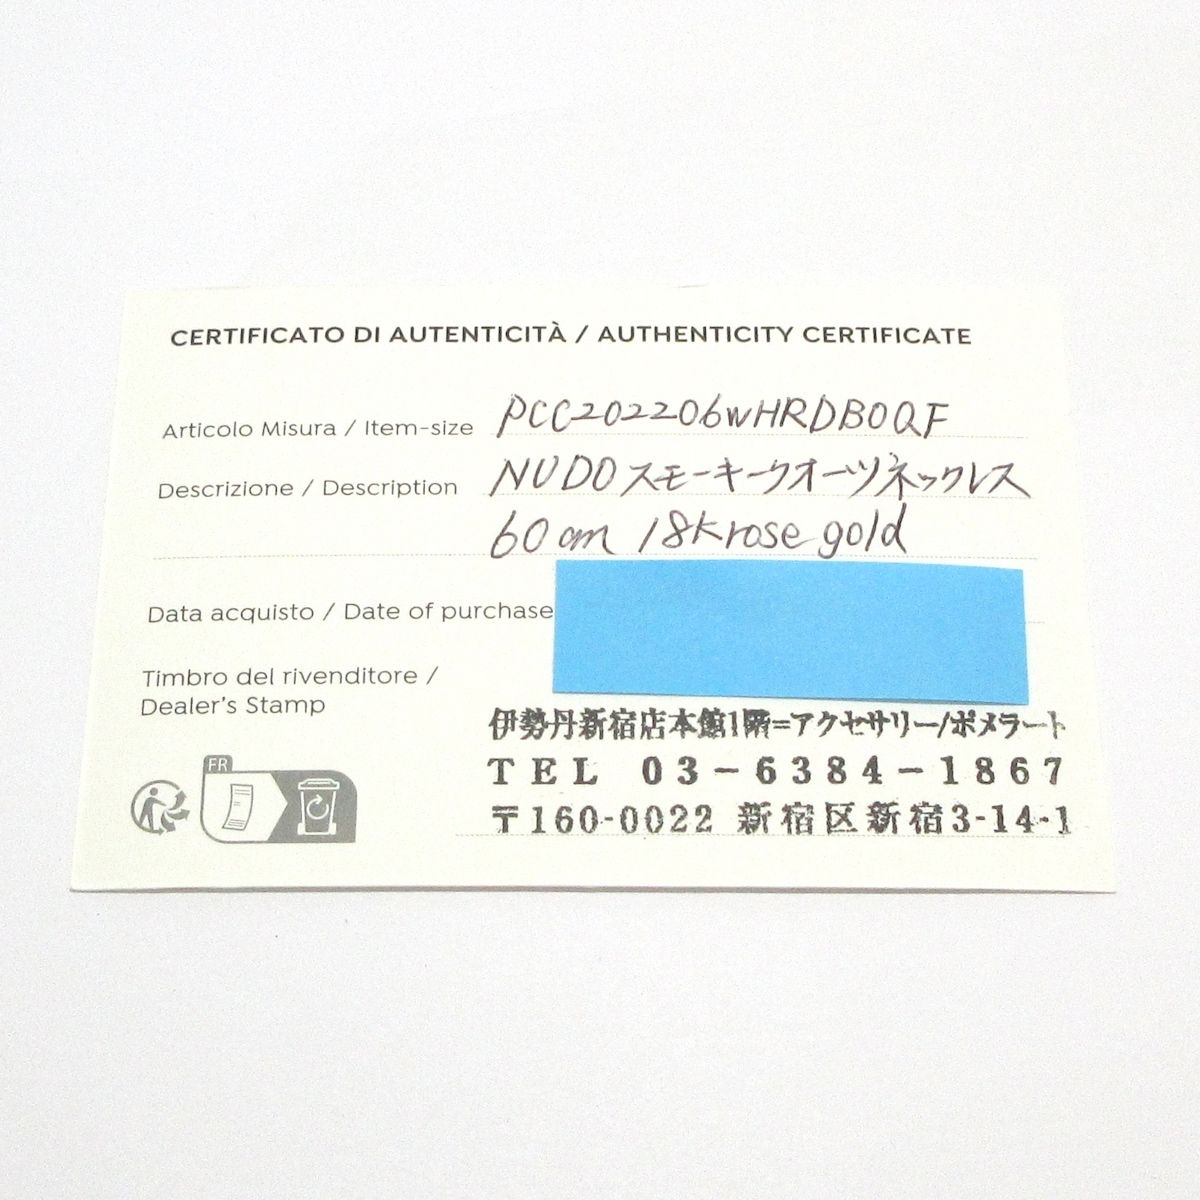 CERTIFICATO DI AUTENTICITÀ / AUTHENTICITY CERTIFICATE
Articolo Misura / Item-size PCC202206WHRDB0QF
Descrizione / Description NUDOスモーキークオーツネックレス
60cm 18k rose gold
Data acquisto / Date of purchase
Timbro del rivenditore /
Dealer's Stamp
伊勢丹新宿店本館1階=アクセサリー/ポメラート
TEL 03-6384-1867
〒160-0022 新宿区新宿3-14-1
FR